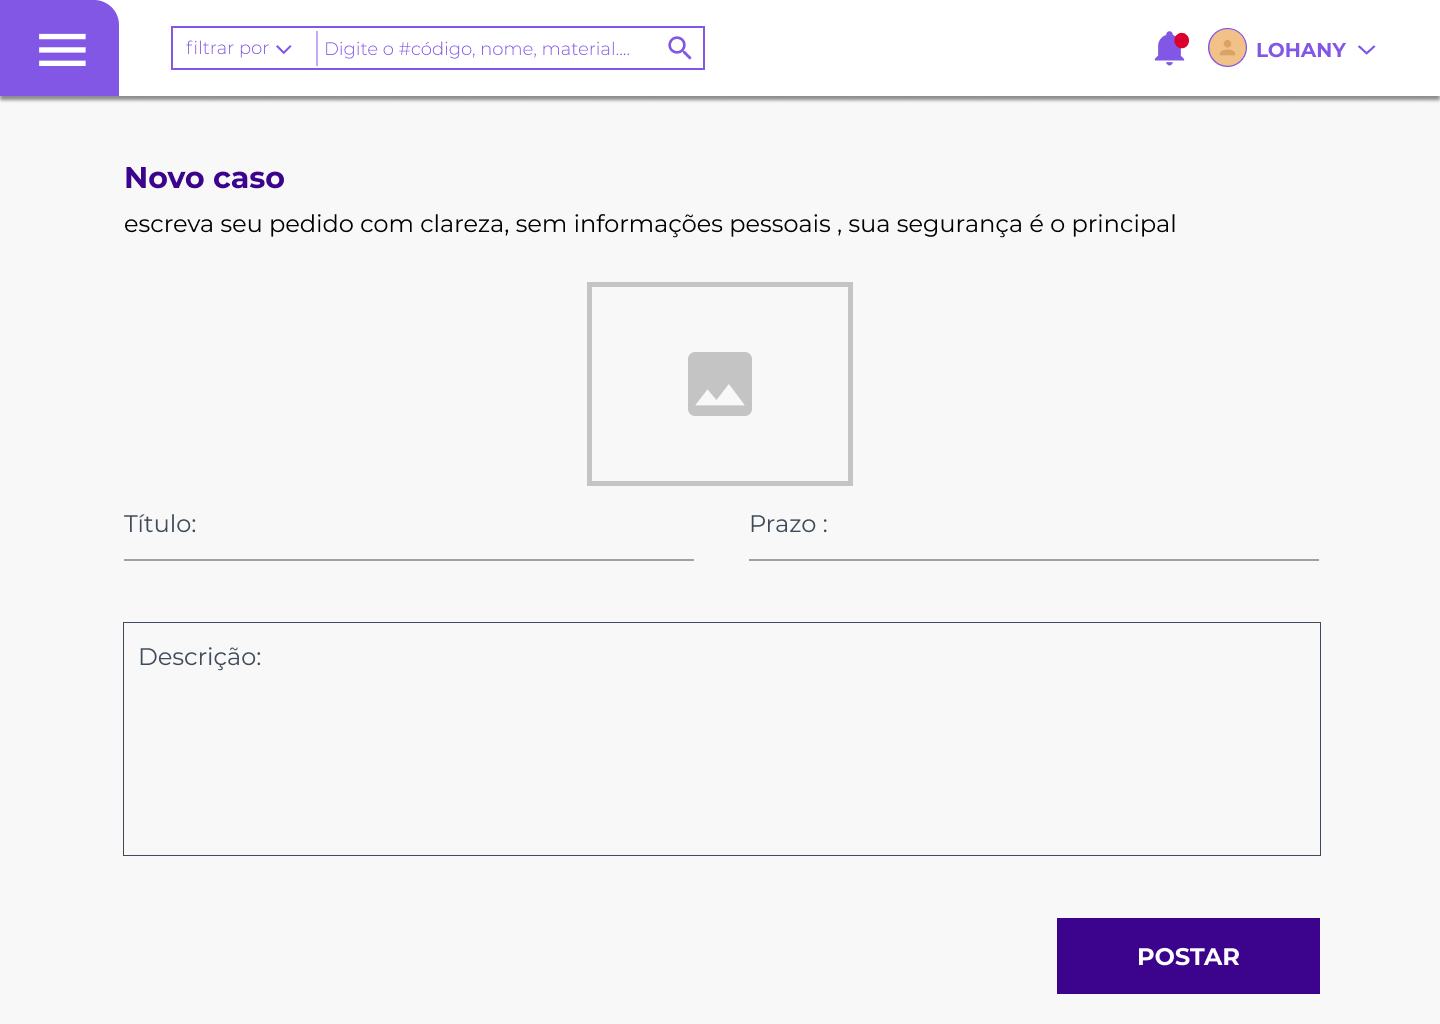 filtrar por
Digite o #código, nome, material....
LOHANY
Novo caso
escreva seu pedido com clareza, sem informações pessoais , sua segurança é o principal
Título:
Prazo :
Descrição:
POSTAR